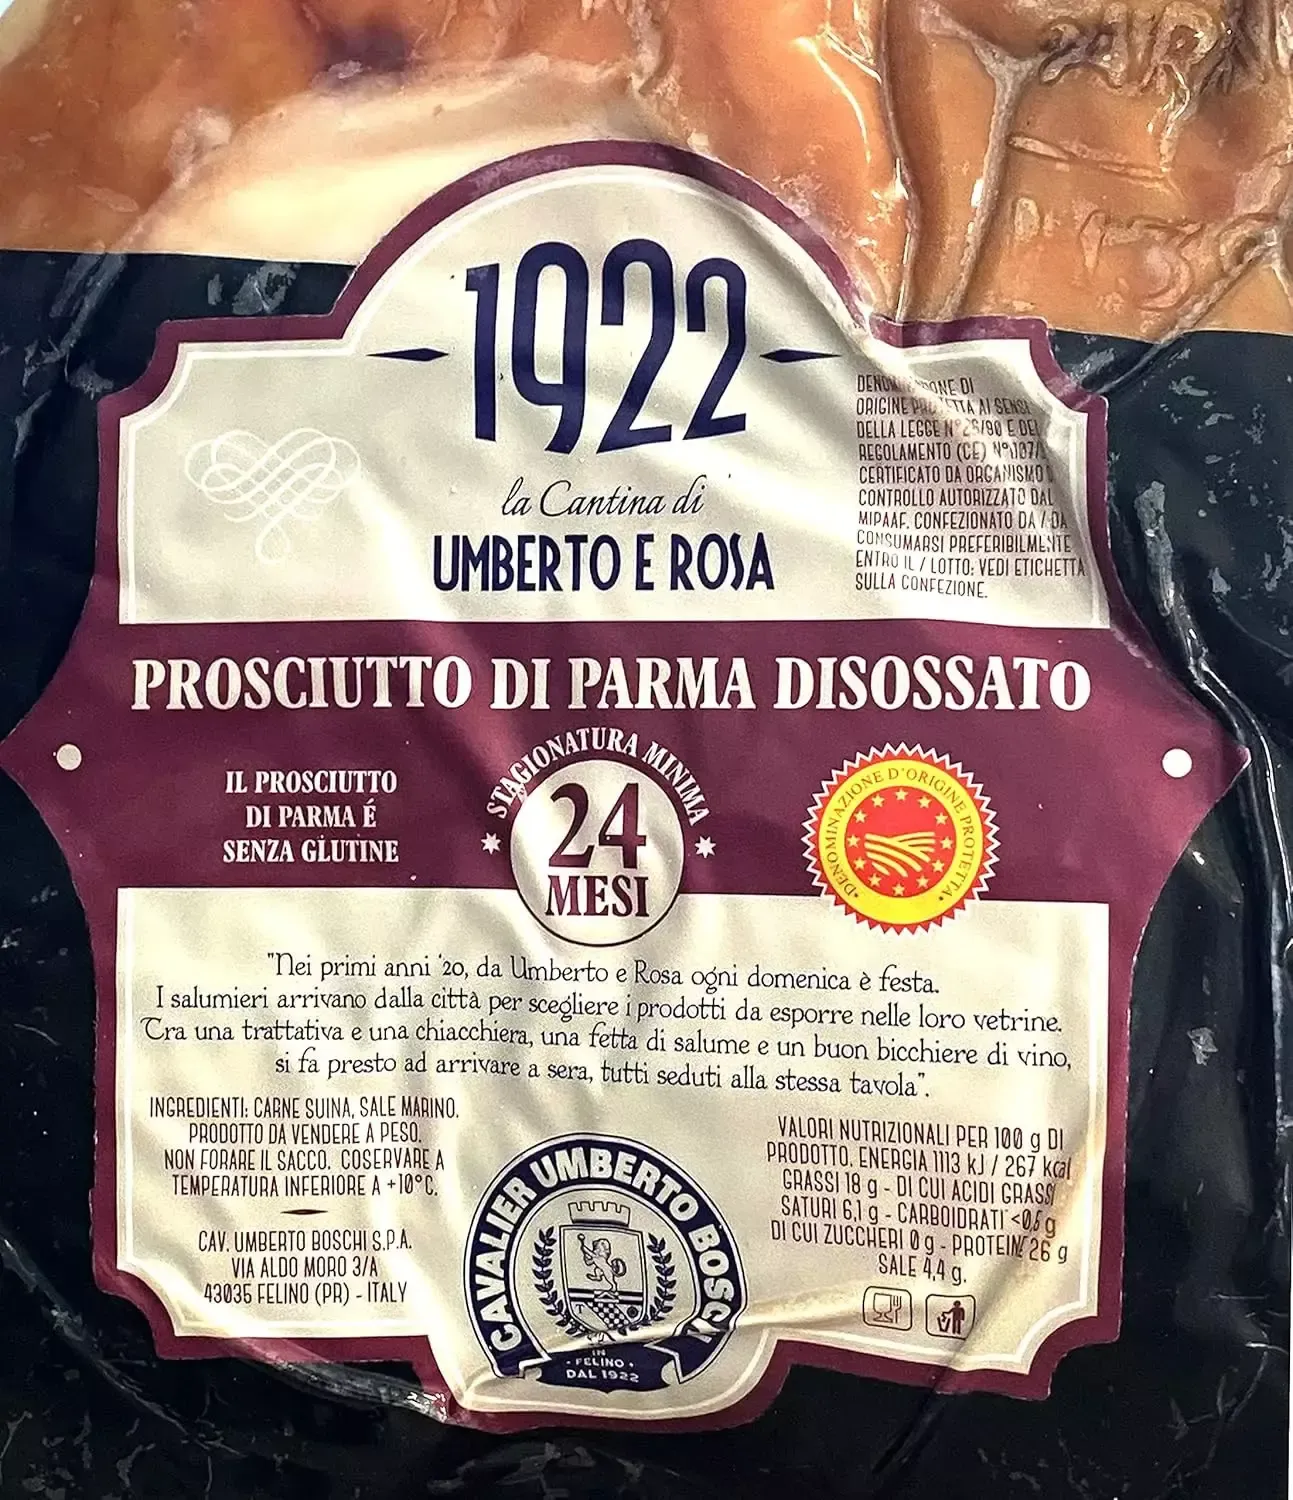 1922
la Cantina di
UMBERTO E ROSA
DI
ORIGINE AI SENSI
DELLA LEGGE E DEL
REGOLAMENTO (CE)
CERTIFICATO DA ORGANISMO
CONTROLLO AUTORIZZATO DAL
MIPAAF. CONFEZIONATO DA / DA
CONSUMARSI PREFERIBILMENTE
ENTRO IL / LOTTO: VEDI ETICHETTA
SULLA CONFEZIONE.
PROSCIUTTO DI PARMA DISOSSATO
IL PROSCIUTTO
DI PARMA É
SENZA GLUTINE
STAGIONATURA MINIMA
24
MESI
DENOMINAZIONE D'ORIGINE PROTETTA
"Nei primi anni '20, da Umberto e Rosa ogni domenica è festa.
I salumieri arrivano dalla città per scegliere i prodotti da esporre nelle loro vetrine.
Tra una trattativa e una chiacchiera, una fetta di salume e un buon bicchiere di vino,
si fa presto ad arrivare a sera, tutti seduti alla stessa tavola".
INGREDIENTI: CARNE SUINA, SALE MARINO.
PRODOTTO DA VENDERE A PESO.
NON FORARE IL SACCO. COSERVARE A
TEMPERATURA INFERIORE A +10°C.
CAV. UMBERTO BOSCHI S.P.A.
VIA ALDO MORO 3/A
43035 FELINO (PR) - ITALY
CAVALIER UMBERTO BOSCHI
IN
• FELINO •
DAL 1922
VALORI NUTRIZIONALI PER 100 g DI
PRODOTTO. ENERGIA 1113 kJ / 267 kcal
GRASSI 18 g - DI CUI ACIDI GRASSI
SATURI 6,1 g - CARBOIDRATI <0,5 g
DI CUI ZUCCHERI 0 g - PROTEINE 26 g
SALE 4,4 g.